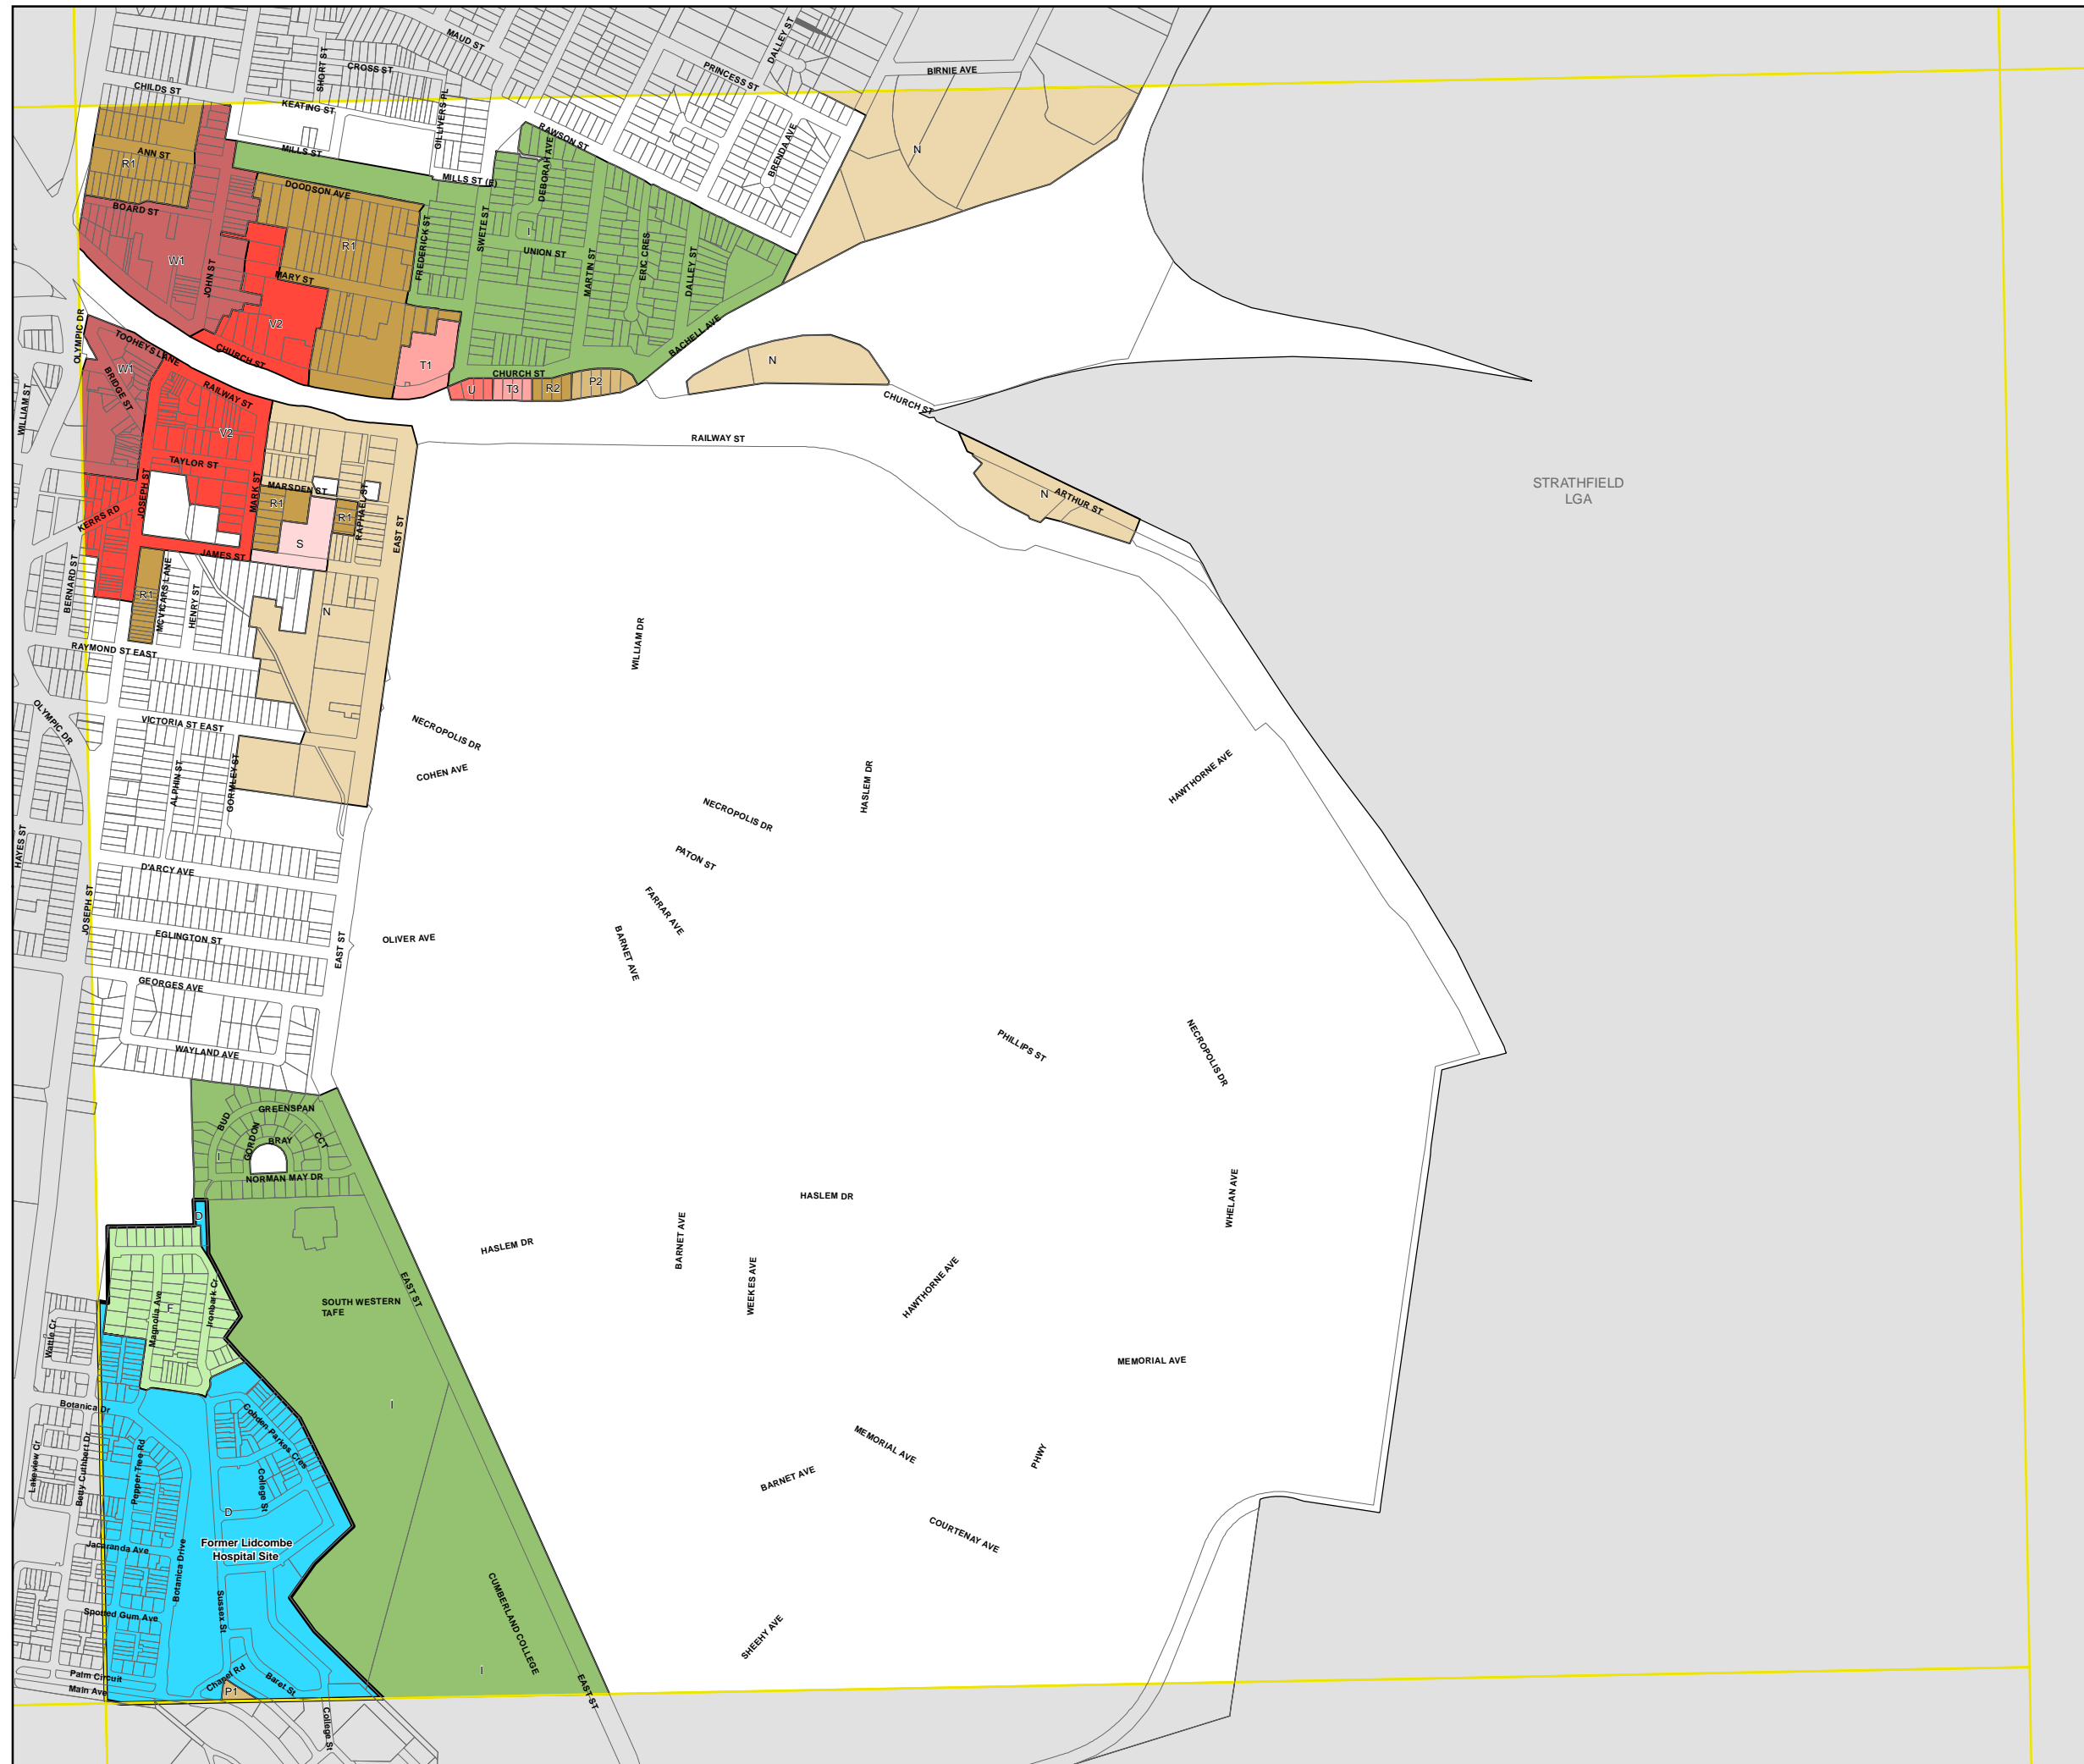 MAUD ST
DALLEY ST
SHORT ST
CROSS ST
PRINCESS ST
BIRNIE AVE
CHILDS ST
KEATING ST
GILLIVERS PL
RAWSON ST
BRENDA AVE
N
ANN ST
R1
MILLS ST
MILLS ST (E)
DEBORAH AVE
DOODSON AVE
BOARD ST
W1
JOHN ST
R1
MARY ST
FREDERICK ST
SWETE ST
I
UNION ST
MARTIN ST
ERIC CRES
DALLEY ST
V2
CHURCH ST
T1
BACHELL AVE
CHURCH ST
U
T3
R2
P2
N
CHURCH ST
OLYMPIC DR
TOOHEYS LANE
W1
BRIDGE ST
RAILWAY ST
WILLIAM ST
V2
RAILWAY ST
TAYLOR ST
JOSEPH ST
MARK ST
MARSDEN ST
R1
R1
RAPHAEL ST
S
EAST ST
N
ARTHUR ST
STRATHFIELD
LGA
KERRS RD
JAMES ST
BERNARD ST
R1
MCVICARS LANE
HENRY ST
N
RAYMOND ST EAST
WILLIAM DR
OLYMPIC DR
VICTORIA ST EAST
NECROPOLIS DR
COHEN AVE
ALPHIN ST
GORMLEY ST
HASLEM DR
HAWTHORNE AVE
NECROPOLIS DR
HAYES ST
PATON ST
D'ARCY AVE
FARRAR AVE
JOSEPH ST
EGLINGTON ST
EAST ST
OLIVER AVE
BARNET AVE
GEORGES AVE
WAYLAND AVE
PHILLIPS ST
NECROPOLIS DR
BUD
GREENSPAN
CCT
GORDON
BRAY
I
NORMAN MAY DR
D
HASLEM DR
WHELAN AVE
HASLEM DR
BARNET AVE
WEEKES AVE
HAWTHORNE AVE
EAST ST
SOUTH WESTERN
TAFE
F
Magnolia Ave
Ironbark Cr
Wattle Cr
MEMORIAL AVE
I
Botanica Dr
Cobden Parkes Cres
Lakeview Cr
Betty Cuthbert Dr
Pepper Tree Rd
College St
MEMORIAL AVE
PHWY
BARNET AVE
D
COURTENAY AVE
Former Lidcombe
Hospital Site
Jacaranda Ave
Botanica Drive
Sussex St
CUMBERLAND COLLEGE
Spotted Gum Ave
SHEEHY AVE
Palm Circuit
Main Ave
Chapel Rd
P1
Baret St
I
EAST ST
College St